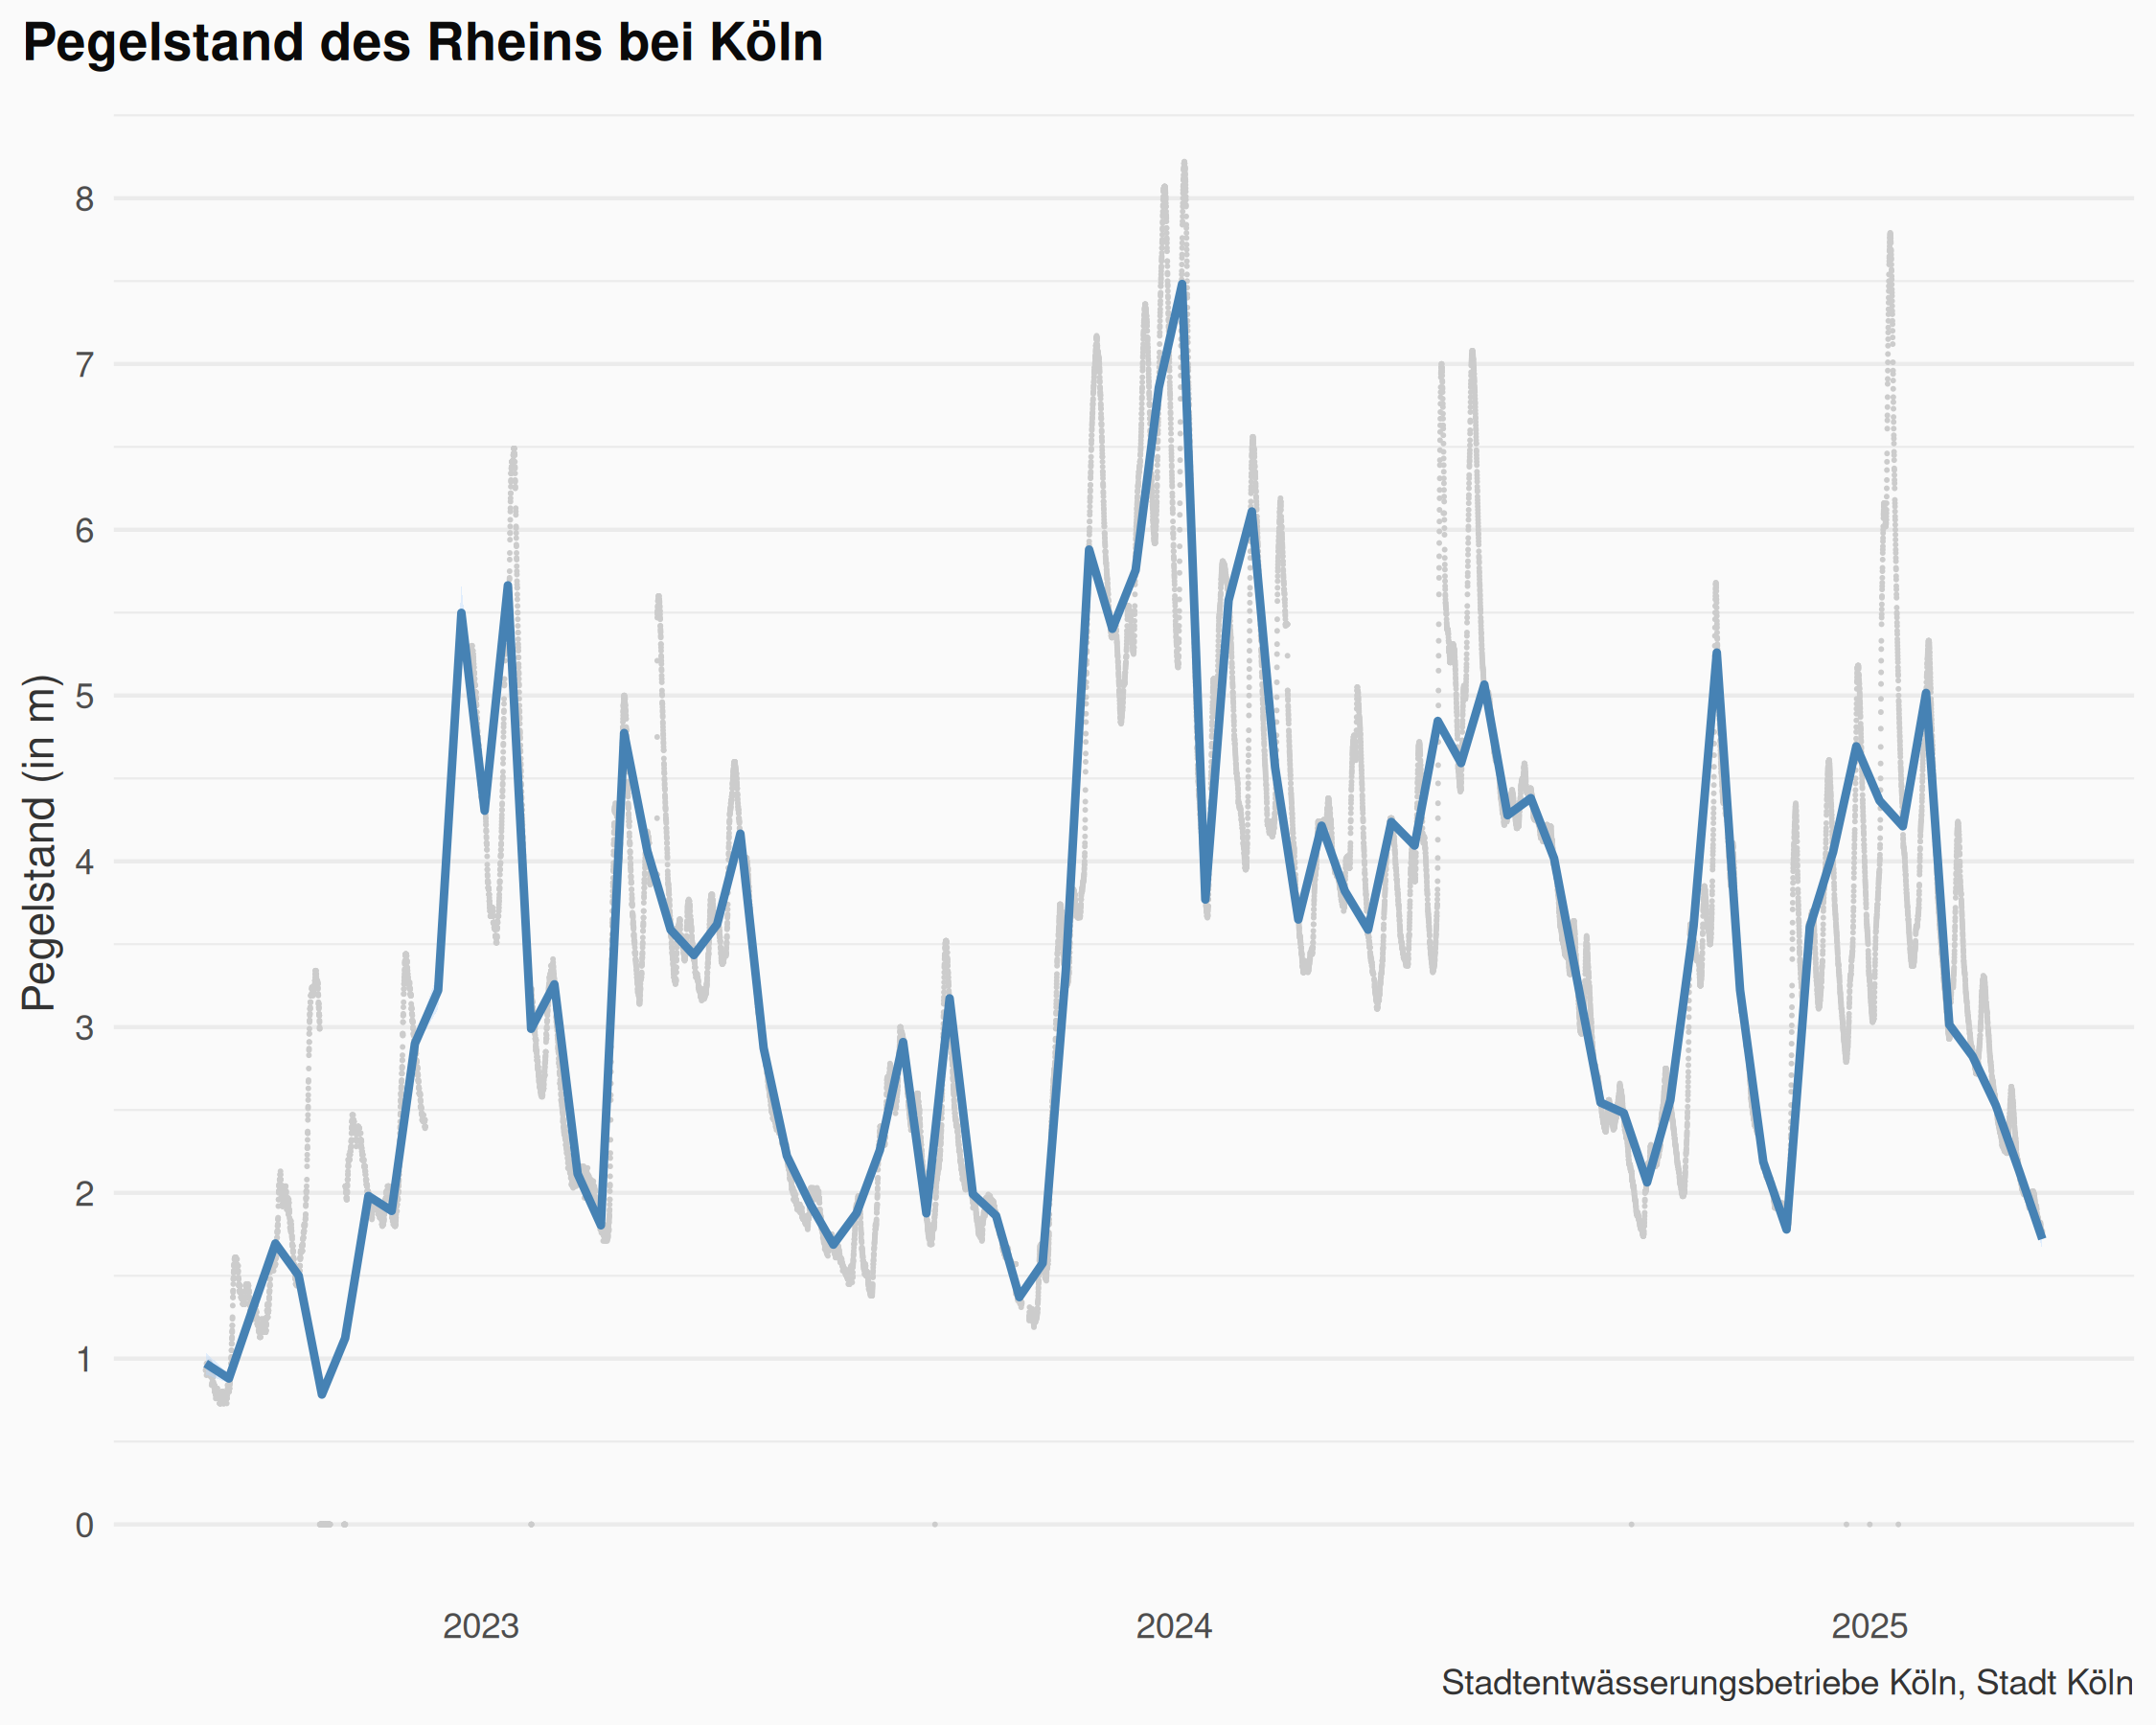 Pegelstand des Rheins bei Köln
Pegelstand (in m)
8
7
6
5
4
3
2
1
0
2023 2024 2025
Stadtentwässerungsbetriebe Köln, Stadt Köln